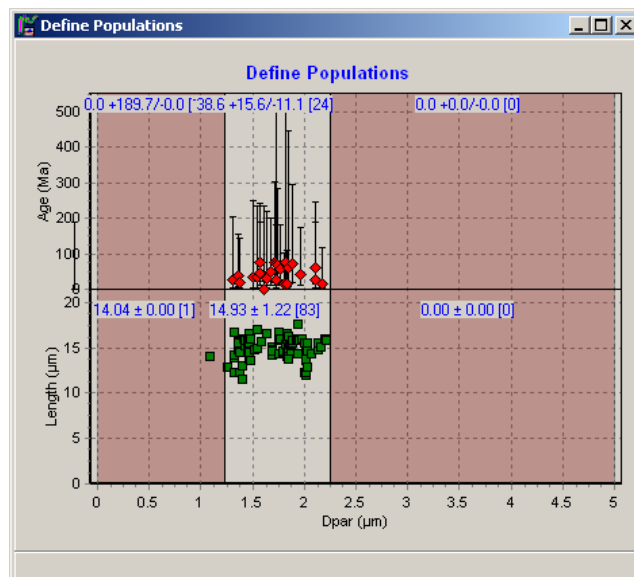 Define Populations
Define Populations
0.0 +189.7/-0.0 [ 38.6 +15.6/-11.1 [24] 0.0 +0.0/-0.0 [0]
500
400
300
200
100
0
Age (Ma)
14.04 ± 0.00 [1] 14.93 ± 1.22 [83] 0.00 ± 0.00 [0]
20
15
10
5
0
Length (µm)
0 0.5 1 1.5 2 2.5 3 3.5 4 4.5 5
Dpar (µm)